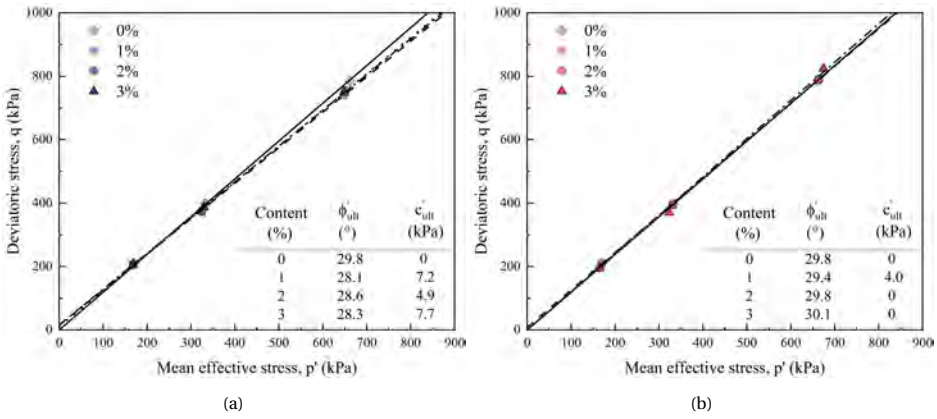 1000
800
600
400
200
0
0%
1%
2%
3%
Deviatoric stress, q (kPa)
Content (%) ϕ'ult (°) c'ult (kPa)
0 29.8 0
1 28.1 7.2
2 28.6 4.9
3 28.3 7.7
0 100 200 300 400 500 600 700 800 900
Mean effective stress, p' (kPa)
(a)
1000
800
600
400
200
0
0%
1%
2%
3%
Deviatoric stress, q (kPa)
Content (%) ϕ'ult (°) c'ult (kPa)
0 29.8 0
1 29.4 4.0
2 29.8 0
3 30.1 0
0 100 200 300 400 500 600 700 800 900
Mean effective stress, p' (kPa)
(b)